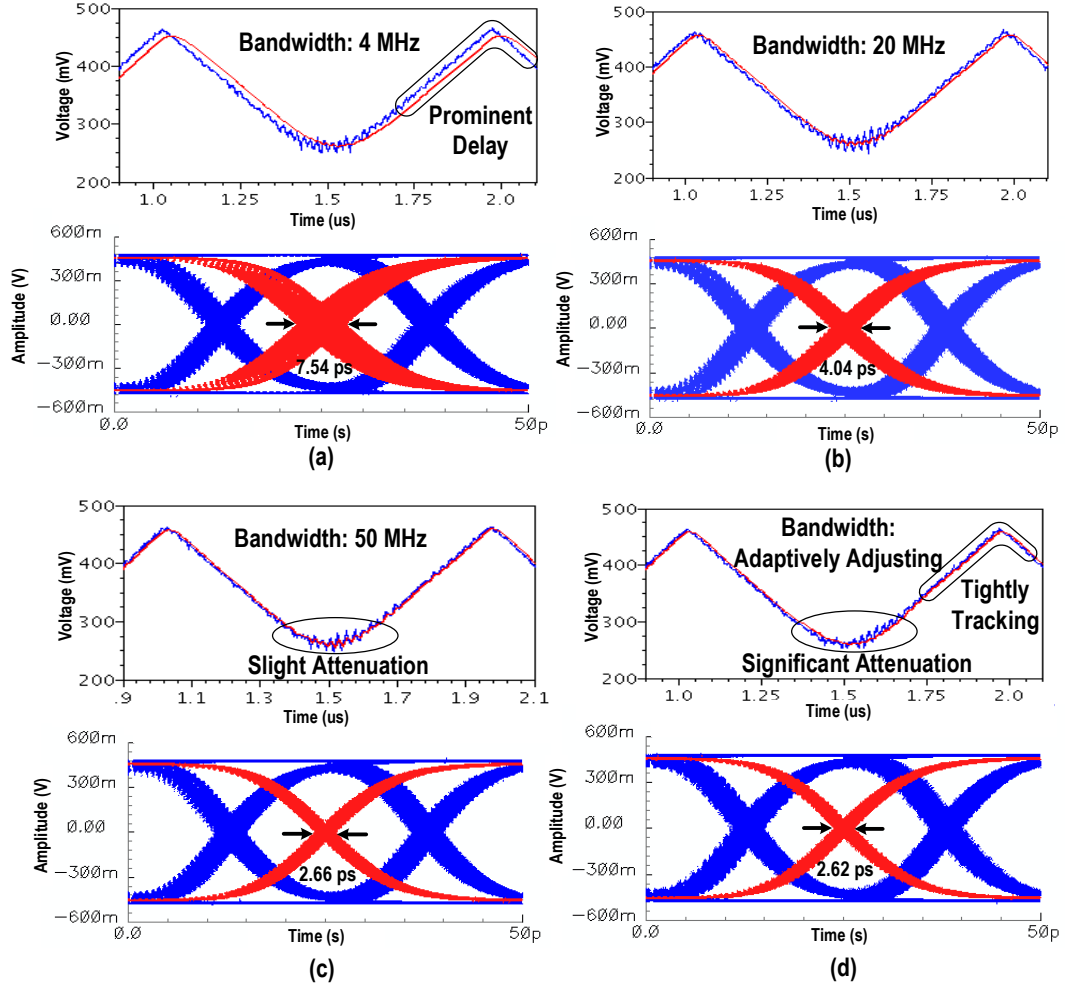 500
400
300
200
Voltage (mV)
Bandwidth: 4 MHz
Prominent
Delay
1.0
1.25
1.5
1.75
2.0
Time (us)
600m
300m
0.00
−300m
−600m
Amplitude (V)
7.54 ps
0.0
50p
Time (s)
(a)
500
400
300
200
Voltage (mV)
Bandwidth: 20 MHz
1.0
1.25
1.5
1.75
2.0
Time (us)
600m
300m
0.00
−300m
−600m
Amplitude (V)
4.04 ps
0.0
50p
Time (s)
(b)
500
400
300
200
Voltage (mV)
Bandwidth: 50 MHz
Slight Attenuation
.9
1.1
1.3
1.5
1.7
1.9
2.1
Time (us)
600m
300m
0.00
−300m
−600m
Amplitude (V)
2.66 ps
0.0
50p
Time (s)
(c)
500
400
300
200
Voltage (mV)
Bandwidth:
Adaptively Adjusting
Tightly
Tracking
Significant Attenuation
1.0
1.25
1.5
1.75
2.0
Time (us)
600m
300m
0.00
−300m
−600m
Amplitude (V)
2.62 ps
0.0
50p
Time (s)
(d)